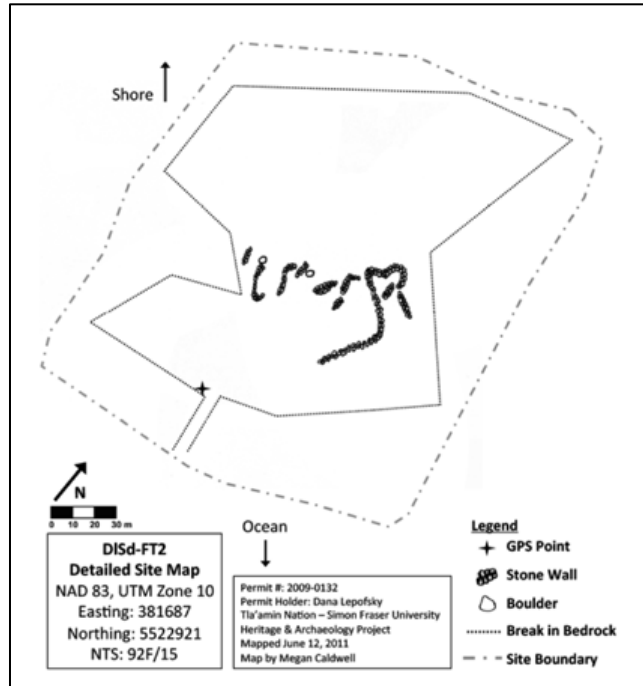 Shore
N
0 10 20 30 m
DlSd-FT2
Detailed Site Map
NAD 83, UTM Zone 10
Easting: 381687
Northing: 5522921
NTS: 92F/15
Ocean
Permit #: 2009-0132
Permit Holder: Dana Lepofsky
Tla'amin Nation – Simon Fraser University
Heritage & Archaeology Project
Mapped June 12, 2011
Map by Megan Caldwell
Legend
GPS Point
Stone Wall
Boulder
Break in Bedrock
Site Boundary